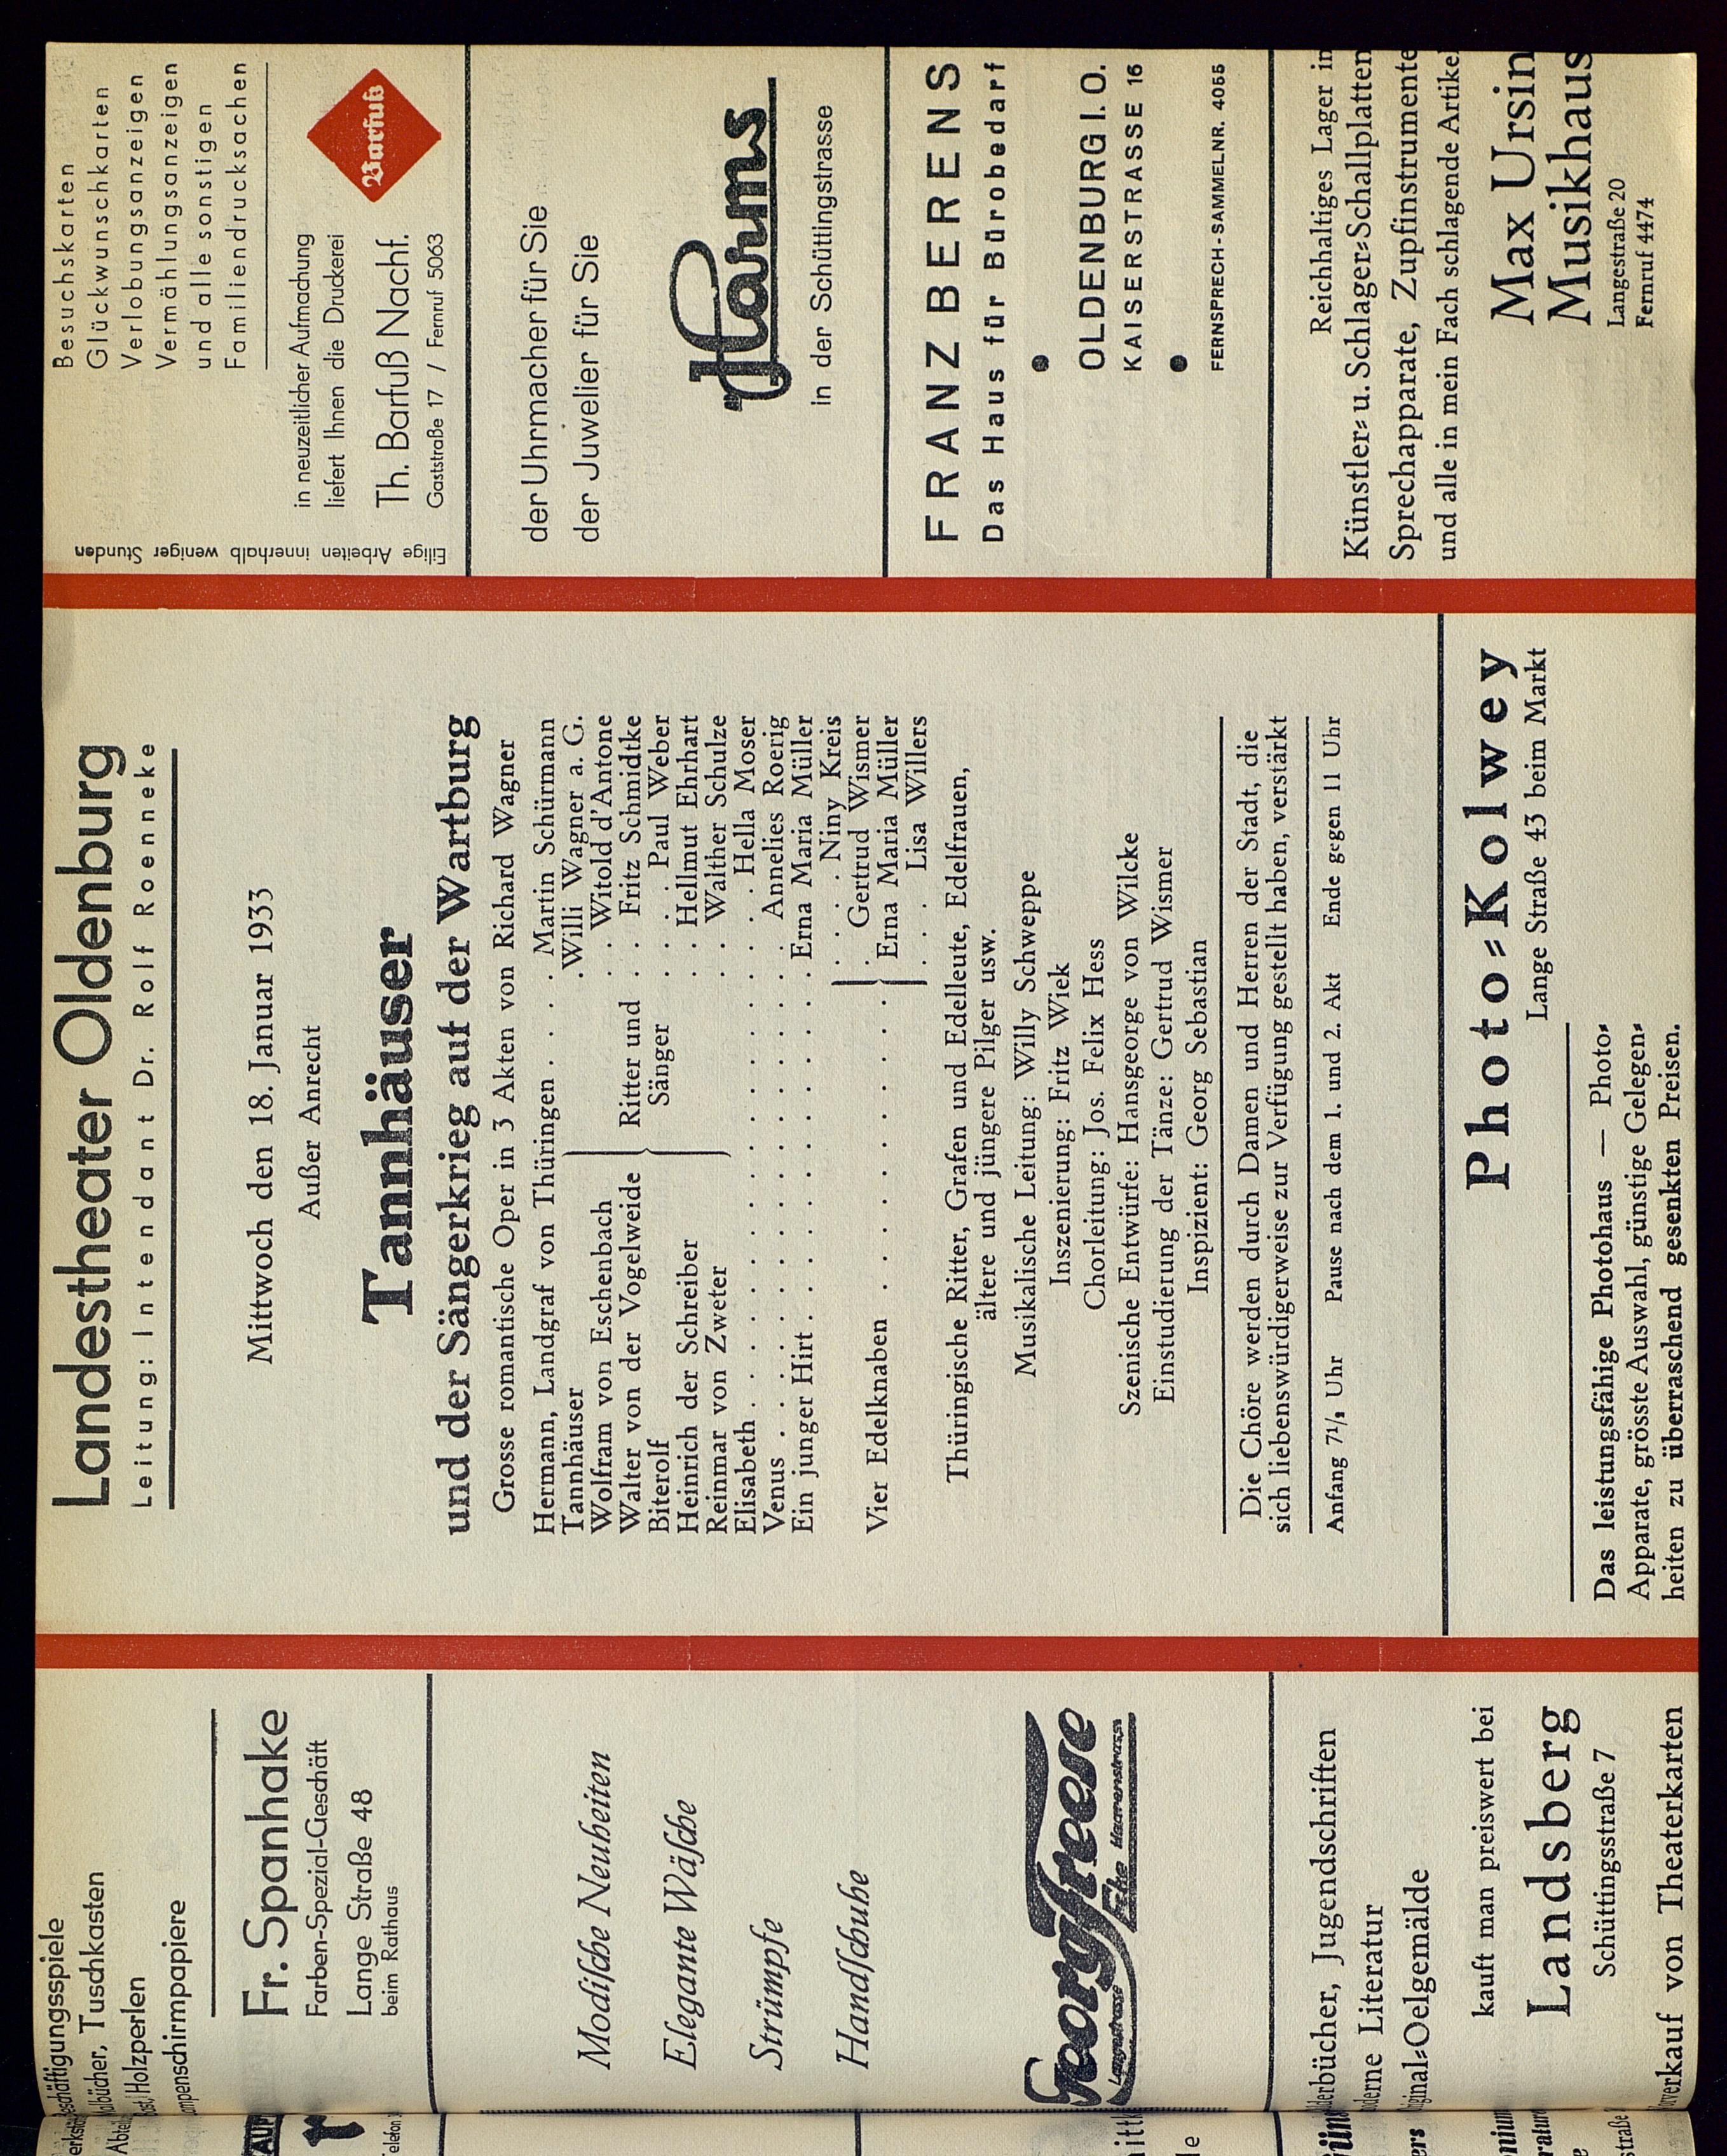 Beschäftigungsspiele
Malbücher, Tuschkasten
Holzperlen
Lampenschirmpapiere
Fr. Spanhake
Farben-Spezial-Geschäft
Lange Straße 48
beim Rathaus
Modische Neuheiten
Elegante Wäsche
Strümpfe
Handschuhe
Georg Freese
Langestrasse Ecke Haarenstrasse
derbücher, Jugendschriften
derne Literatur
iginal=Oelgemälde
kauft man preiswert bei
Landsberg
Schüttingsstraße 7
Vorverkauf von Theaterkarten
Landestheater Oldenburg
Leitung: Intendant Dr. Rolf Roenneke
Mittwoch den 18. Januar 1933
Außer Anrecht
Tannhäuser
und der Sängerkrieg auf der Wartburg
Grosse romantische Oper in 3 Akten von Richard Wagner
Hermann, Landgraf von Thüringen . . . . Martin Schürmann
Tannhäuser . Willi Wagner a. G.
Wolfram von Eschenbach . . Witold d'Antone
Walter von der Vogelweide } Ritter und . . Fritz Schmidtke
Biterolf Sänger . . . . Paul Weber
Heinrich der Schreiber . . Hellmut Ehrhart
Reinmar von Zweter . . Walther Schulze
Elisabeth . . . . . . . . . . . . Hella Moser
Venus . . . . . . . . . . . . Annelies Roerig
Ein junger Hirt . . . . . . . . . . Erna Maria Müller
. . . . Niny Kreis
Vier Edelknaben . . . . . . . . . { . Gertrud Wismer
Erna Maria Müller
. . . Lisa Willers
Thüringische Ritter, Grafen und Edelleute, Edelfrauen,
ältere und jüngere Pilger usw.
Musikalische Leitung: Willy Schweppe
Inszenierung: Fritz Wiek
Chorleitung: Jos. Felix Hess
Szenische Entwürfe: Hansgeorge von Wilcke
Einstudierung der Tänze: Gertrud Wismer
Inspizient: Georg Sebastian
Die Chöre werden durch Damen und Herren der Stadt, die
sich liebenswürdigerweise zur Verfügung gestellt haben, verstärkt
Anfang 7¼ Uhr Pause nach dem 1. und 2. Akt Ende gegen 11 Uhr
Photo=Kolwey
Lange Straße 43 beim Markt
Das leistungsfähige Photohaus — Photo=
Apparate, grösste Auswahl, günstige Gelegen=
heiten zu überraschend gesenkten Preisen.
Besuchskarten
Glückwunschkarten
Verlobungsanzeigen
Vermählungsanzeigen
und alle sonstigen
Familiendrucksachen
in neuzeitlicher Aufmachung
liefert Ihnen die Druckerei
Th. Barfuß Nachf.
Gaststraße 17 / Fernruf 5063
Barfuß
Eilige Arbeiten innerhalb weniger Stunden
der Uhrmacher für Sie
der Juwelier für Sie
Harms
in der Schüttingstrasse
FRANZ BERENS
Das Haus für Bürobedarf
OLDENBURG I. O.
KAISERSTRASSE 16
FERNSPRECH-SAMMELNR. 4055
Reichhaltiges Lager in
Künstler= u. Schlager=Schallplatten
Sprechapparate, Zupfinstrumente
und alle in mein Fach schlagende Artikel
Max Ursin
Musikhaus
Langestraße 20
Fernruf 4474